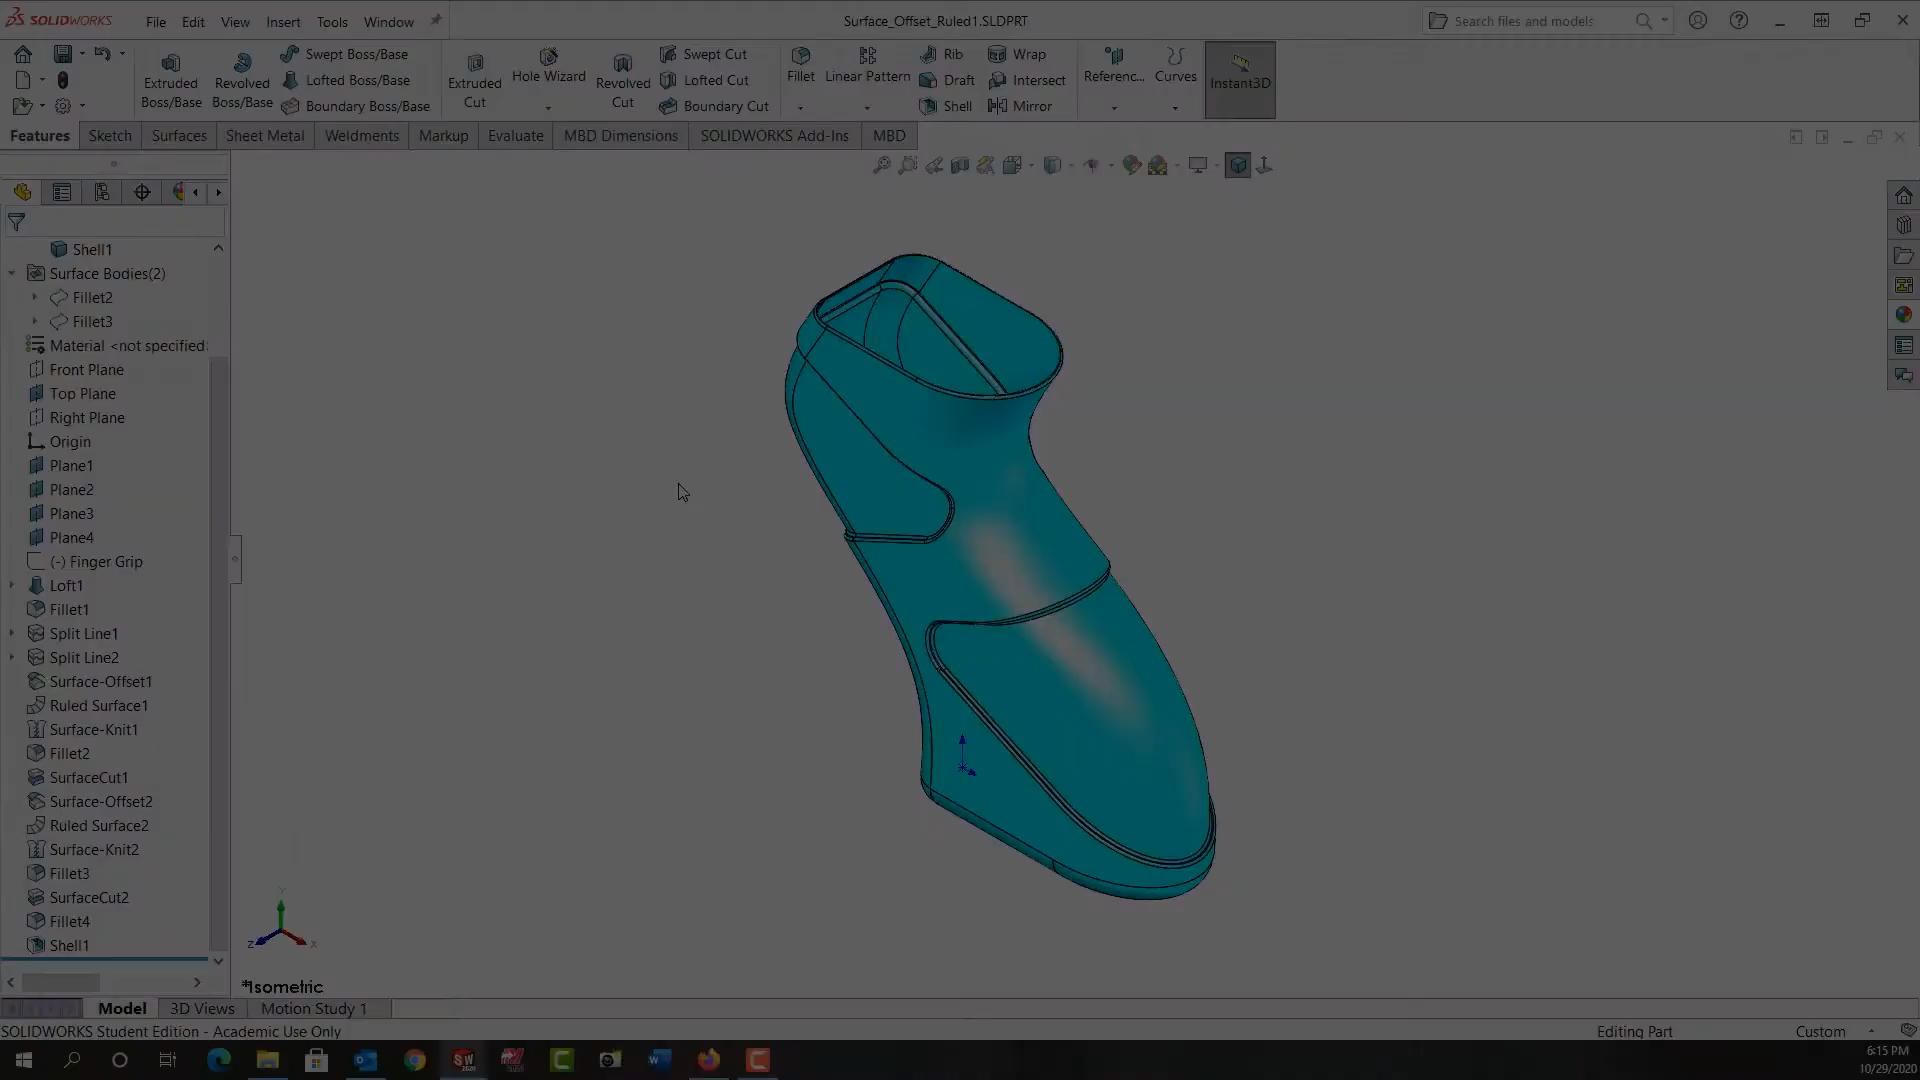 SOLIDWORKS File Edit View Insert Tools Window Surface_Offset_Ruled1.SLDPRT Search files and models
Extruded Boss/Base
Revolved Boss/Base
Swept Boss/Base
Lofted Boss/Base
Boundary Boss/Base
Extruded Cut
Hole Wizard
Revolved Cut
Swept Cut
Lofted Cut
Boundary Cut
Fillet
Linear Pattern
Rib
Draft
Shell
Wrap
Intersect
Mirror
Referenc...
Curves
Instant3D
Features Sketch Surfaces Sheet Metal Weldments Markup Evaluate MBD Dimensions SOLIDWORKS Add-Ins MBD
Shell1
Surface Bodies(2)
Fillet2
Fillet3
Material <not specified
Front Plane
Top Plane
Right Plane
Origin
Plane1
Plane2
Plane3
Plane4
(-) Finger Grip
Loft1
Fillet1
Split Line1
Split Line2
Surface-Offset1
Ruled Surface1
Surface-Knit1
Fillet2
SurfaceCut1
Surface-Offset2
Ruled Surface2
Surface-Knit2
Fillet3
SurfaceCut2
Fillet4
Shell1
Y
Z X
*Isometric
Model 3D Views Motion Study 1
SOLIDWORKS Student Edition - Academic Use Only Editing Part Custom
6:15 PM
10/29/2020